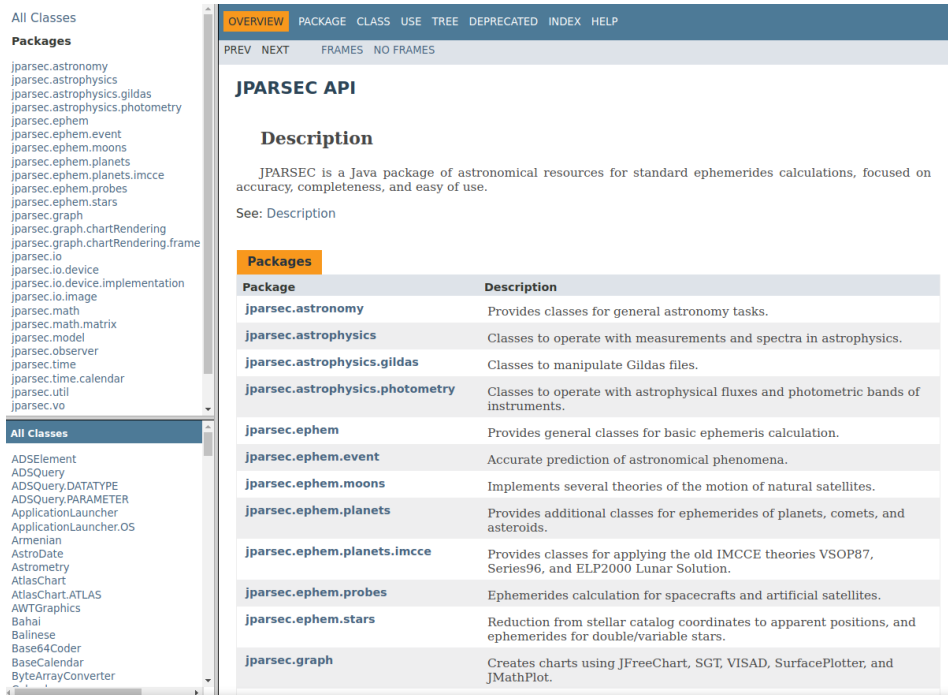 All Classes
Packages
jparsec.astronomy
jparsec.astrophysics
jparsec.astrophysics.gildas
jparsec.astrophysics.photometry
jparsec.ephem
jparsec.ephem.event
jparsec.ephem.moons
jparsec.ephem.planets
jparsec.ephem.planets.imcce
jparsec.ephem.probes
jparsec.ephem.stars
jparsec.graph
jparsec.graph.chartRendering
jparsec.graph.chartRendering.frame
jparsec.io
jparsec.io.device
jparsec.io.device.implementation
jparsec.io.image
jparsec.math
jparsec.math.matrix
jparsec.model
jparsec.observer
jparsec.time
jparsec.time.calendar
jparsec.util
jparsec.vo
All Classes
ADSElement
ADSQuery
ADSQuery.DATATYPE
ADSQuery.PARAMETER
ApplicationLauncher
ApplicationLauncher.OS
Armenian
AstroDate
Astrometry
AtlasChart
AtlasChart.ATLAS
AWTGraphics
Bahai
Balinese
Base64Coder
BaseCalendar
ByteArrayConverter
OVERVIEW PACKAGE CLASS USE TREE DEPRECATED INDEX HELP
PREV NEXT FRAMES NO FRAMES
JPARSEC API
Description
JPARSEC is a Java package of astronomical resources for standard ephemerides calculations, focused on
accuracy, completeness, and easy of use.
See: Description
Packages
Package Description
jparsec.astronomy Provides classes for general astronomy tasks.
jparsec.astrophysics Classes to operate with measurements and spectra in astrophysics.
jparsec.astrophysics.gildas Classes to manipulate Gildas files.
jparsec.astrophysics.photometry Classes to operate with astrophysical fluxes and photometric bands of
instruments.
jparsec.ephem Provides general classes for basic ephemeris calculation.
jparsec.ephem.event Accurate prediction of astronomical phenomena.
jparsec.ephem.moons Implements several theories of the motion of natural satellites.
jparsec.ephem.planets Provides additional classes for ephemerides of planets, comets, and
asteroids.
jparsec.ephem.planets.imcce Provides classes for applying the old IMCCE theories VSOP87,
Series96, and ELP2000 Lunar Solution.
jparsec.ephem.probes Ephemerides calculation for spacecrafts and artificial satellites.
jparsec.ephem.stars Reduction from stellar catalog coordinates to apparent positions, and
ephemerides for double/variable stars.
jparsec.graph Creates charts using JFreeChart, SGT, VISAD, SurfacePlotter, and
JMathPlot.